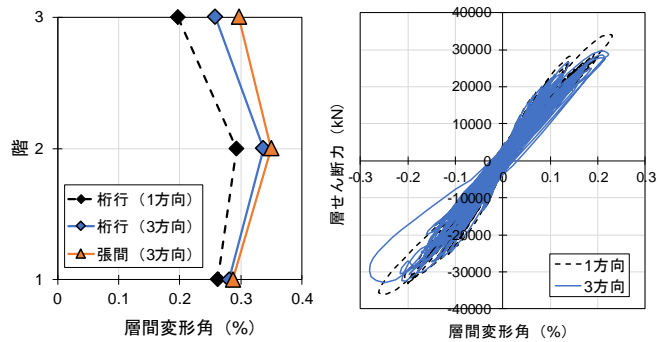 3
2
1
階
0
0.1
0.2
0.3
0.4
層間変形角（%）
桁行（1方向）
桁行（3方向）
張間（3方向）
40000
30000
20000
10000
0
-10000
-20000
-30000
-40000
層せん断力（kN）
-0.3
-0.2
-0.1
0
0.1
0.2
0.3
1方向
3方向
層間変形角（%）